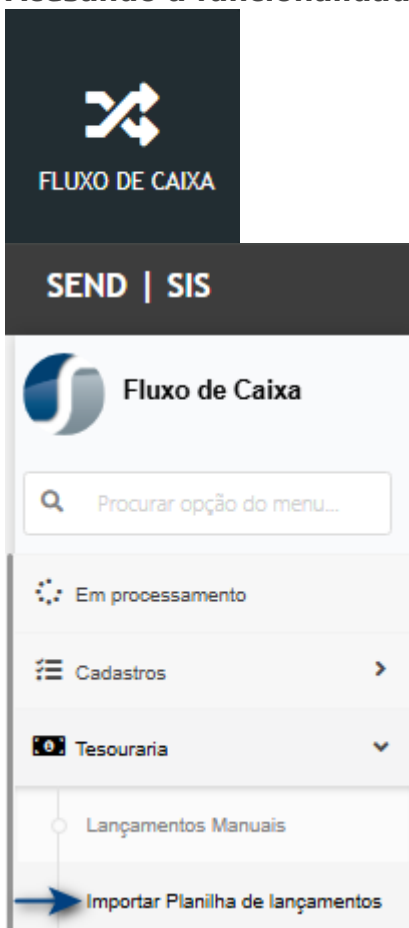 FLUXO DE CAIXA
SEND | SIS
Fluxo de Caixa
Procurar opção do menu...
Em processamento
Cadastros
Tesouraria
Lançamentos Manuais
Importar Planilha de lançamentos